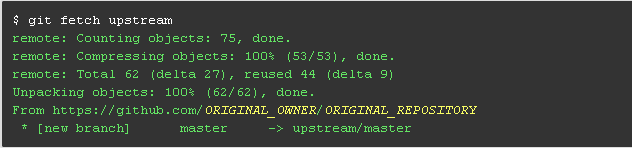 $ git fetch upstream
remote: Counting objects: 75, done.
remote: Compressing objects: 100% (53/53), done.
remote: Total 62 (delta 27), reused 44 (delta 9)
Unpacking objects: 100% (62/62), done.
From https://github.com/ORIGINAL_OWNER/ORIGINAL_REPOSITORY
 * [new branch]      master     -> upstream/master